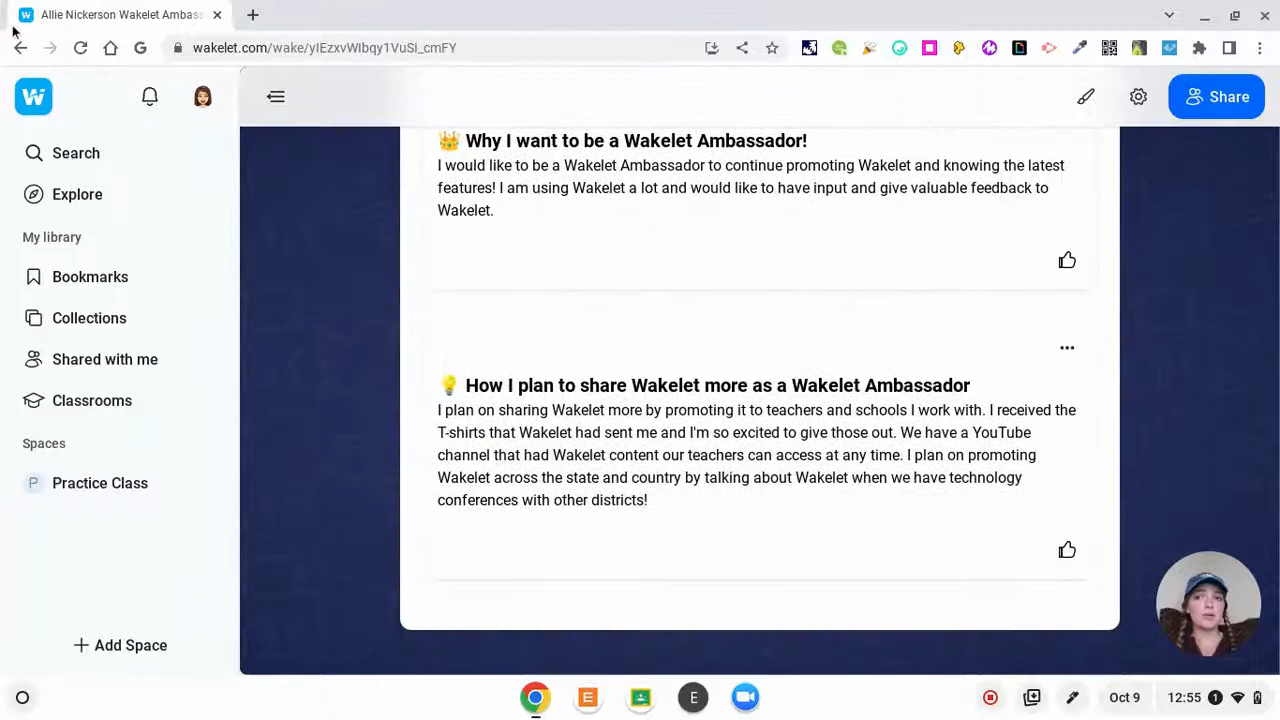 Allie Nickerson Wakelet Ambass
wakelet.com/wake/yIEzxvWIbqy1VuSi_cmFY
Share
Search
Explore
My library
Bookmarks
Collections
Shared with me
Classrooms
Spaces
P Practice Class
Add Space
👑 Why I want to be a Wakelet Ambassador!
I would like to be a Wakelet Ambassador to continue promoting Wakelet and knowing the latest
features! I am using Wakelet a lot and would like to have input and give valuable feedback to
Wakelet.
💡 How I plan to share Wakelet more as a Wakelet Ambassador
I plan on sharing Wakelet more by promoting it to teachers and schools I work with. I received the
T-shirts that Wakelet had sent me and I'm so excited to give those out. We have a YouTube
channel that had Wakelet content our teachers can access at any time. I plan on promoting
Wakelet across the state and country by talking about Wakelet when we have technology
conferences with other districts!
E
E
Oct 9
12:55
1